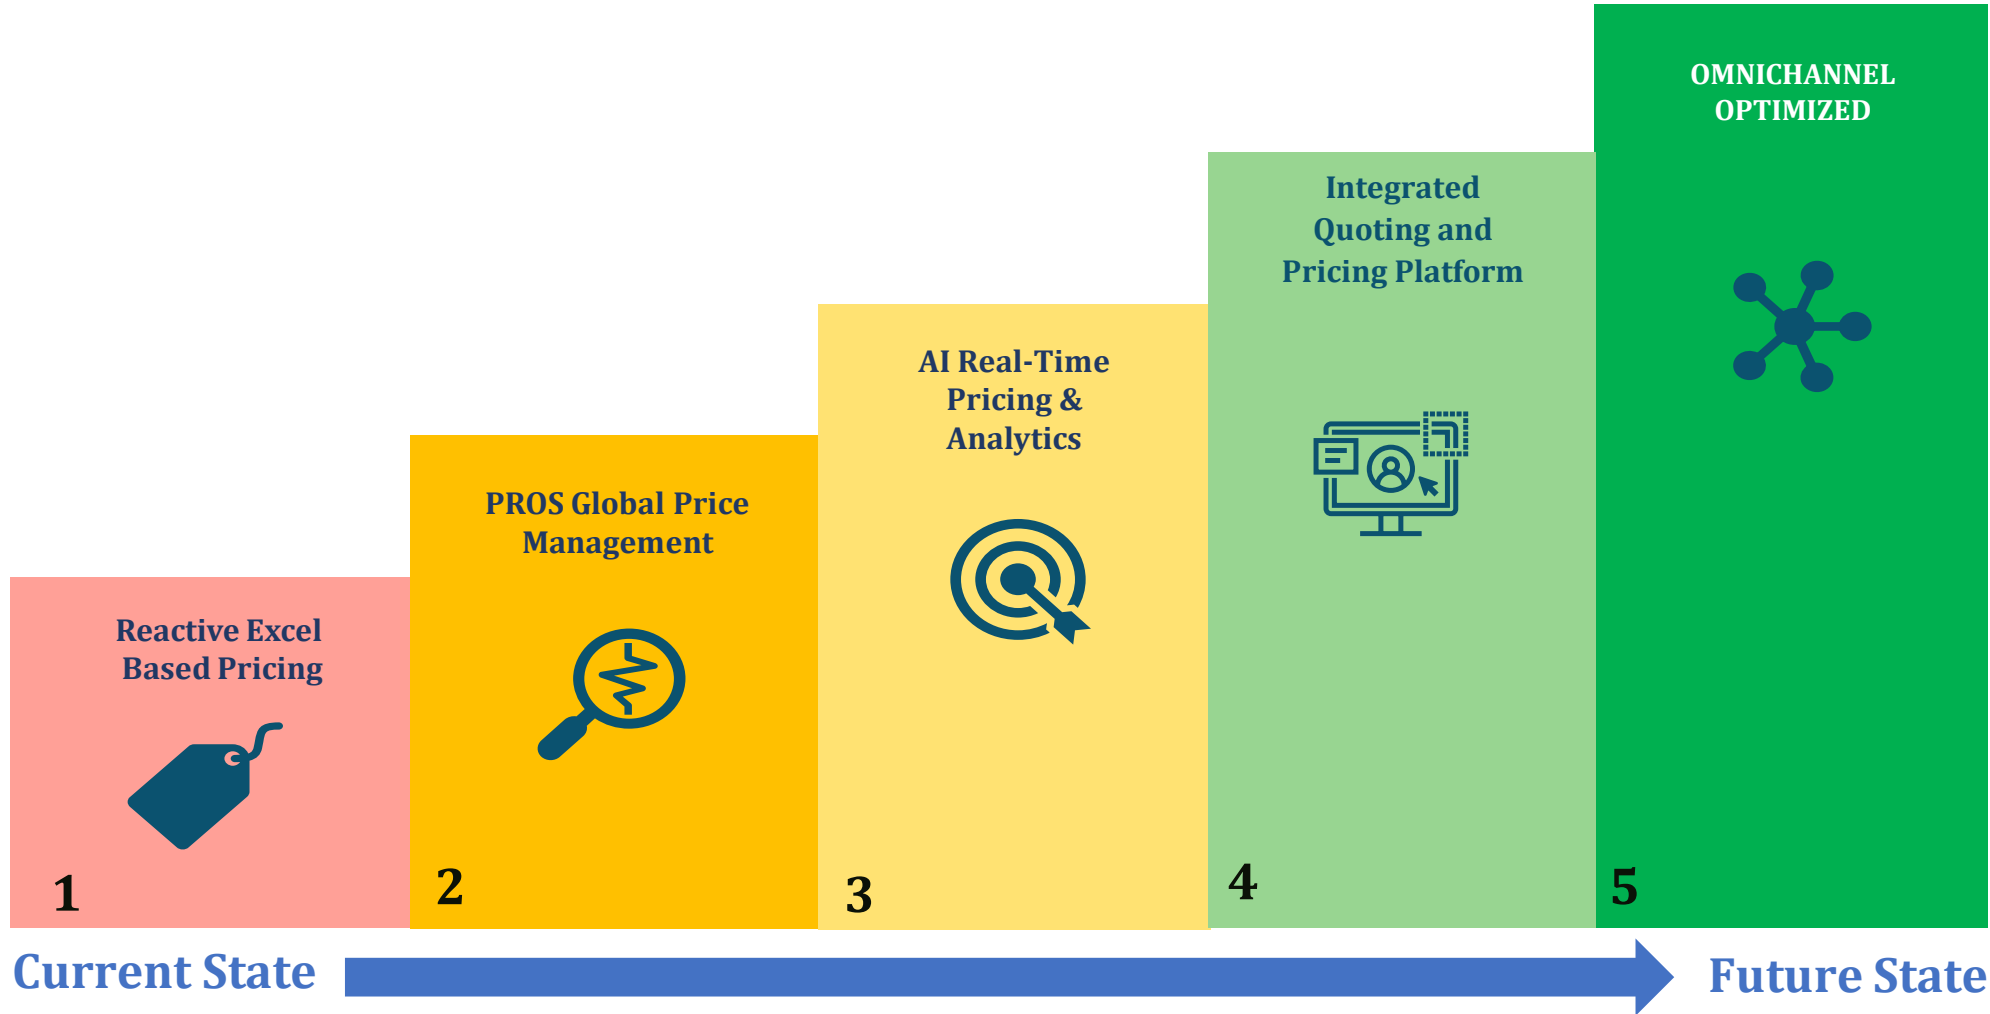 Reactive Excel
Based Pricing
1
PROS Global Price
Management
2
AI Real-Time
Pricing &
Analytics
3
Integrated
Quoting and
Pricing Platform
4
OMNICHANNEL
OPTIMIZED
5
Current State
Future State